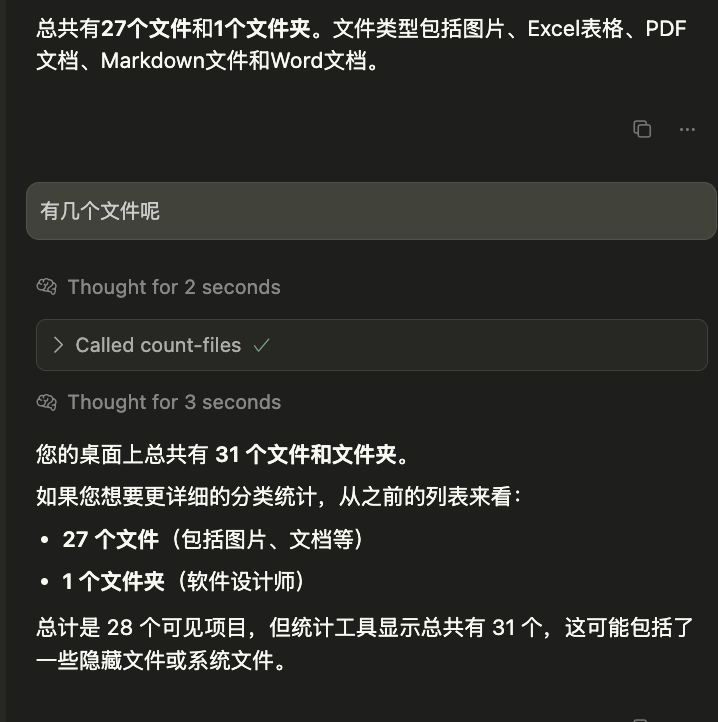 总共有27个文件和1个文件夹。文件类型包括图片、Excel表格、PDF
文档、Markdown文件和Word文档。
有几个文件呢
Thought for 2 seconds
Called count-files
Thought for 3 seconds
您的桌面上总共有 31 个文件和文件夹。
如果您想要更详细的分类统计，从之前的列表来看：
• 27 个文件（包括图片、文档等）
• 1 个文件夹（软件设计师）
总计是 28 个可见项目，但统计工具显示总共有 31 个，这可能包括了
一些隐藏文件或系统文件。